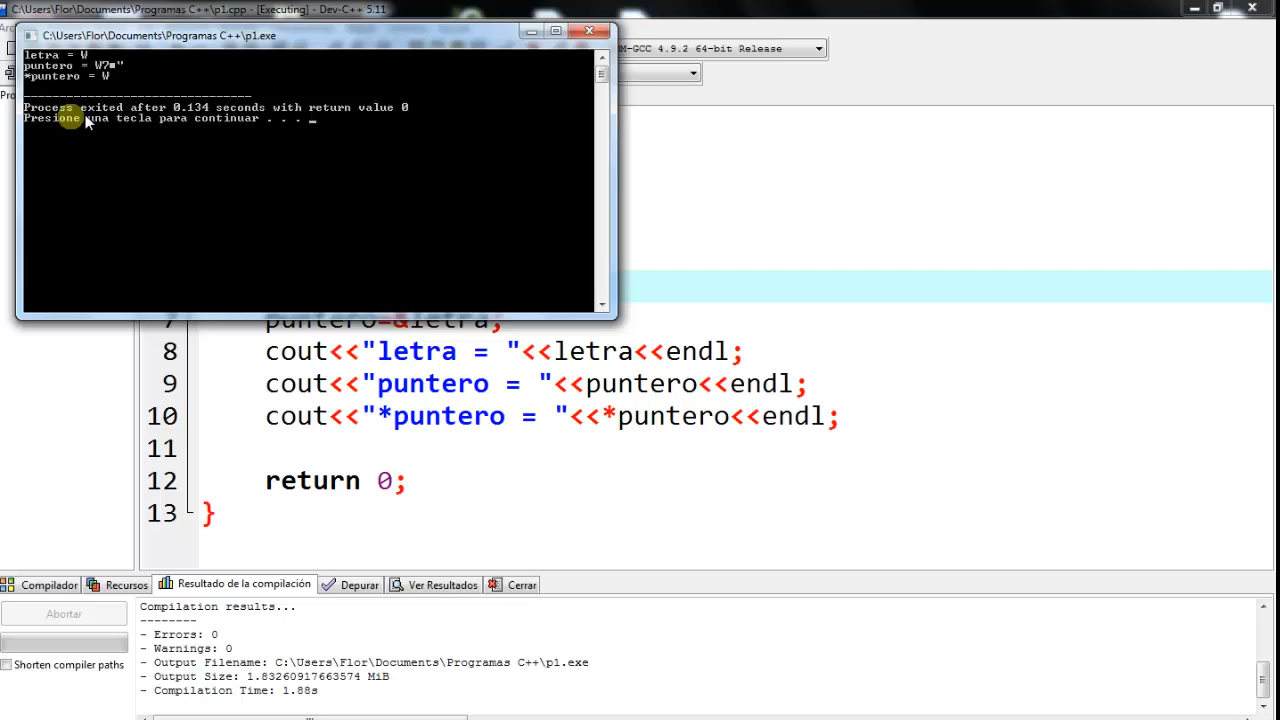 C:\Users\Flor\Documents\Programas C++\p1.cpp - [Executing] - Dev-C++ 5.11
C:\Users\Flor\Documents\Programas C++\p1.exe
letra = W
puntero = W7■"
*puntero = W
--------------------------------
Process exited after 0.134 seconds with return value 0
Presione una tecla para continuar . . . _
M-GCC 4.9.2 64-bit Release
7 puntero=&letra;
8 cout<<"letra = "<<letra<<endl;
9 cout<<"puntero = "<<puntero<<endl;
10 cout<<"*puntero = "<<*puntero<<endl;
11
12 return 0;
13 }
Compilador Recursos Resultado de la compilación Depurar Ver Resultados Cerrar
Abortar
Shorten compiler paths
Compilation results...
--------
- Errors: 0
- Warnings: 0
- Output Filename: C:\Users\Flor\Documents\Programas C++\p1.exe
- Output Size: 1.83260917663574 MiB
- Compilation Time: 1.88s